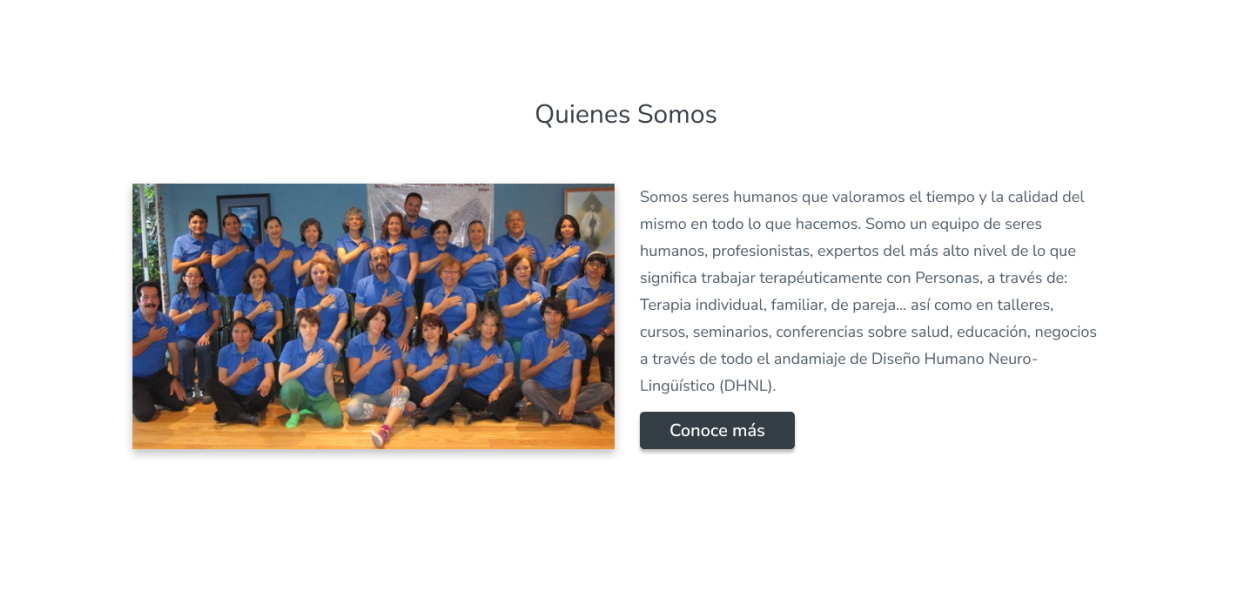 Quienes Somos
Somos seres humanos que valoramos el tiempo y la calidad del
mismo en todo lo que hacemos. Somo un equipo de seres
humanos, profesionistas, expertos del más alto nivel de lo que
significa trabajar terapéuticamente con Personas, a través de:
Terapia individual, familiar, de pareja... así como en talleres,
cursos, seminarios, conferencias sobre salud, educación, negocios
a través de todo el andamiaje de Diseño Humano Neuro-
Lingüístico (DHNL).
Conoce más